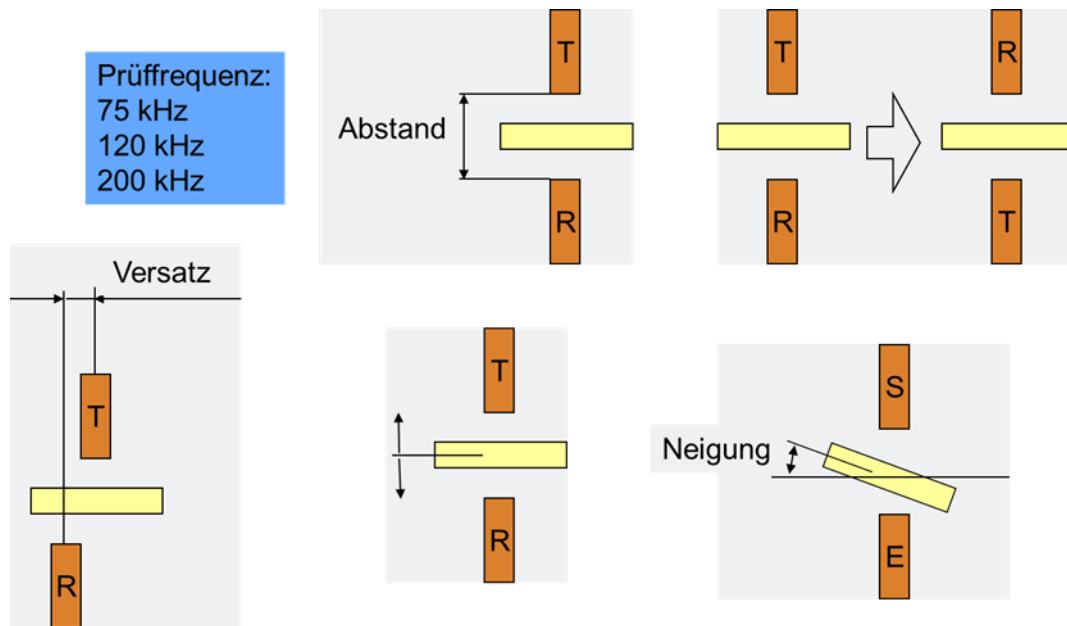 Prüffrequenz:
75 kHz
120 kHz
200 kHz
T
Abstand
R
T
R
R
T
Versatz
T
R
T
R
S
Neigung
E